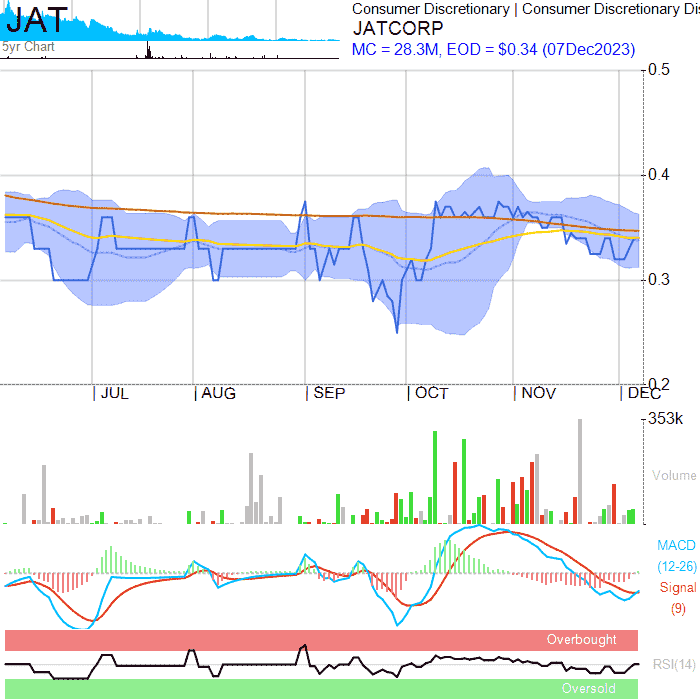 JAT
5yr Chart
Consumer Discretionary | Consumer Discretionary Dis
JATCORP
MC = 28.3M, EOD = $0.34 (07Dec2023)
0.5
0.4
0.3
0.2
JUL AUG SEP OCT NOV DEC
353k
Volume
MACD
(12-26)
Signal
(9)
Overbought
RSI(14)
Oversold